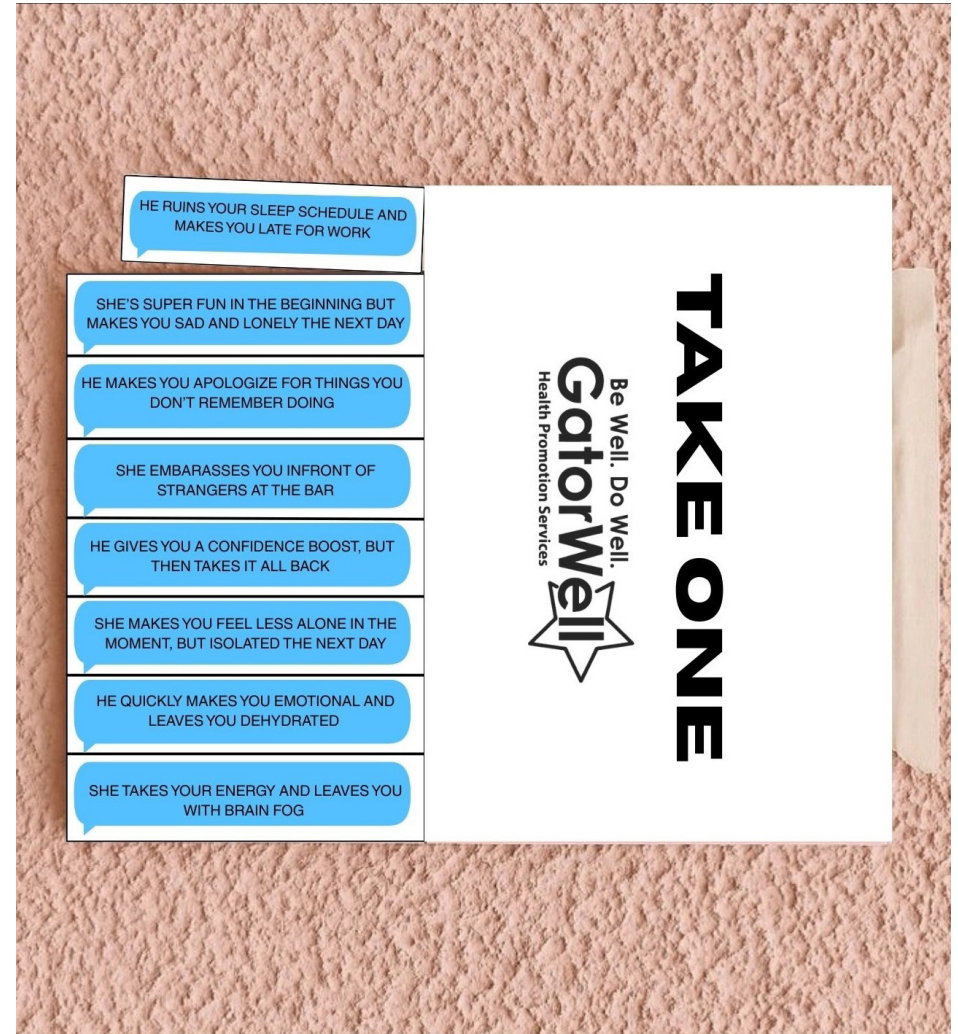 HE RUINS YOUR SLEEP SCHEDULE AND
MAKES YOU LATE FOR WORK
SHE'S SUPER FUN IN THE BEGINNING BUT
MAKES YOU SAD AND LONELY THE NEXT DAY
HE MAKES YOU APOLOGIZE FOR THINGS YOU
DON'T REMEMBER DOING
SHE EMBARASSES YOU INFRONT OF
STRANGERS AT THE BAR
HE GIVES YOU A CONFIDENCE BOOST, BUT
THEN TAKES IT ALL BACK
SHE MAKES YOU FEEL LESS ALONE IN THE
MOMENT, BUT ISOLATED THE NEXT DAY
HE QUICKLY MAKES YOU EMOTIONAL AND
LEAVES YOU DEHYDRATED
SHE TAKES YOUR ENERGY AND LEAVES YOU
WITH BRAIN FOG
TAKE ONE
Be Well. Do Well.
GatorWell
Health Promotion Services